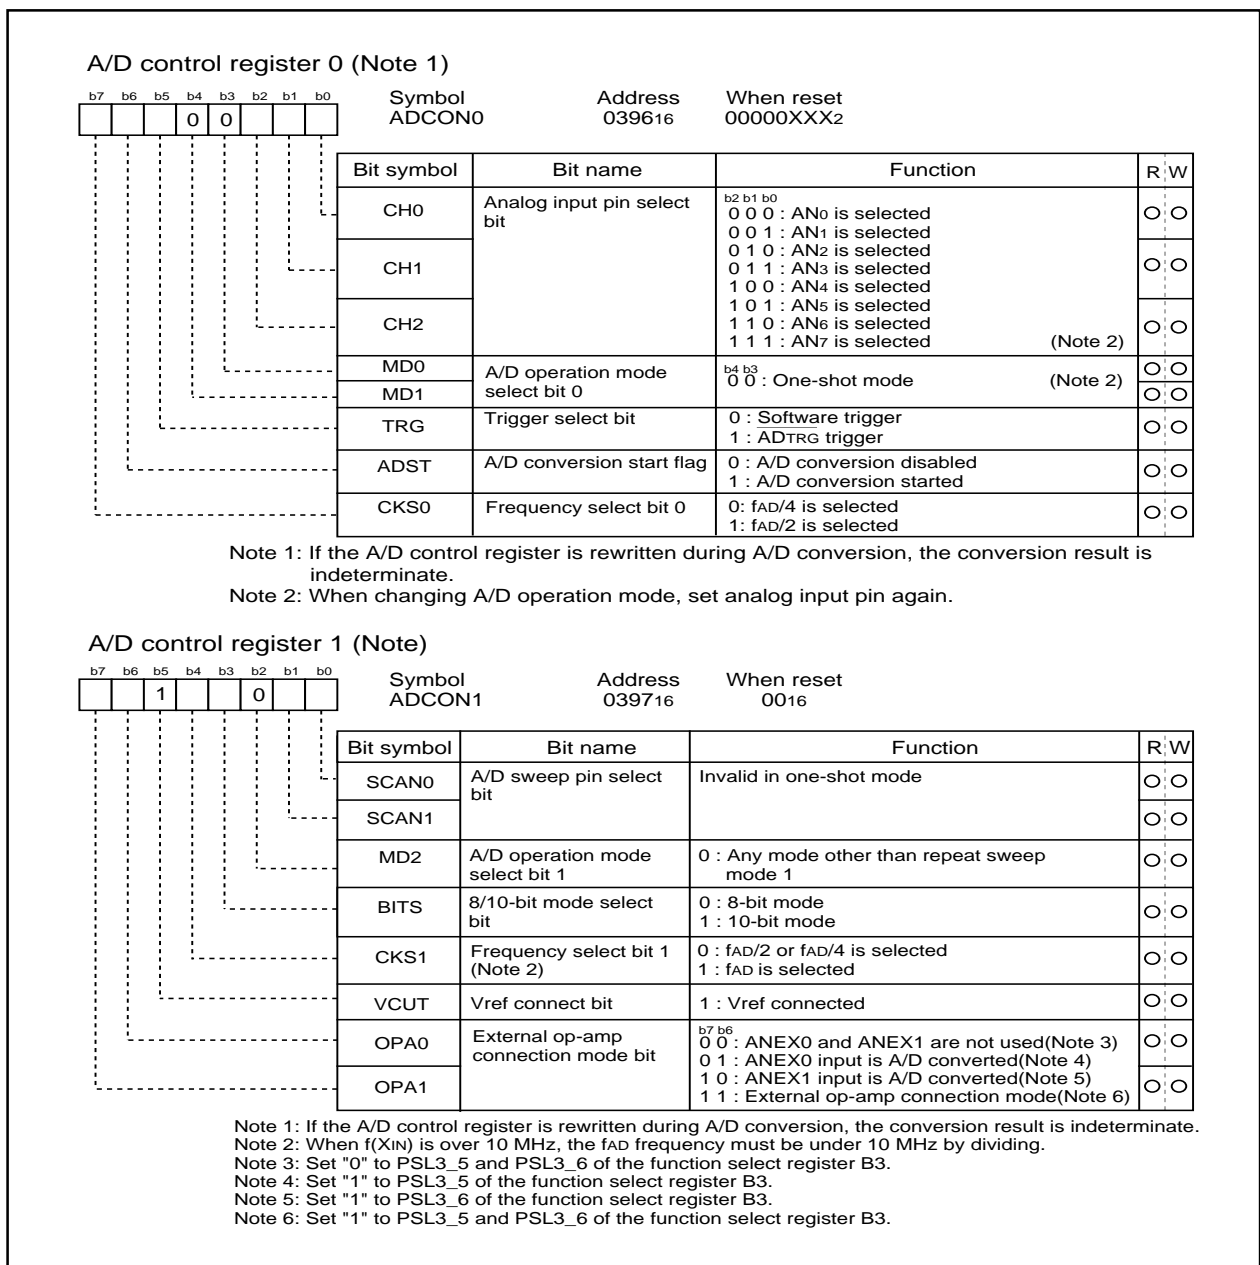 A/D control register 0 (Note 1)
b7 b6 b5 b4 b3 b2 b1 b0
0 0
Symbol Address When reset
ADCON0 039616 00000XXX2
Bit symbol Bit name Function R W
CH0 Analog input pin select bit
CH1
CH2
b2 b1 b0
0 0 0 : AN0 is selected
0 0 1 : AN1 is selected
0 1 0 : AN2 is selected
0 1 1 : AN3 is selected
1 0 0 : AN4 is selected
1 0 1 : AN5 is selected
1 1 0 : AN6 is selected
1 1 1 : AN7 is selected (Note 2)
MD0 A/D operation mode
MD1 select bit 0
b4 b3
0 0 : One-shot mode (Note 2)
TRG Trigger select bit 0 : Software trigger
1 : ADTRG trigger
ADST A/D conversion start flag 0 : A/D conversion disabled
1 : A/D conversion started
CKS0 Frequency select bit 0 0: fAD/4 is selected
1: fAD/2 is selected
Note 1: If the A/D control register is rewritten during A/D conversion, the conversion result is
indeterminate.
Note 2: When changing A/D operation mode, set analog input pin again.
A/D control register 1 (Note)
b7 b6 b5 b4 b3 b2 b1 b0
1 0
Symbol Address When reset
ADCON1 039716 0016
Bit symbol Bit name Function R W
SCAN0 A/D sweep pin select Invalid in one-shot mode
bit
SCAN1
MD2 A/D operation mode 0 : Any mode other than repeat sweep
select bit 1 mode 1
BITS 8/10-bit mode select 0 : 8-bit mode
bit 1 : 10-bit mode
CKS1 Frequency select bit 1 0 : fAD/2 or fAD/4 is selected
(Note 2) 1 : fAD is selected
VCUT Vref connect bit 1 : Vref connected
OPA0 External op-amp
connection mode bit
OPA1
b7 b6
0 0 : ANEX0 and ANEX1 are not used(Note 3)
0 1 : ANEX0 input is A/D converted(Note 4)
1 0 : ANEX1 input is A/D converted(Note 5)
1 1 : External op-amp connection mode(Note 6)
Note 1: If the A/D control register is rewritten during A/D conversion, the conversion result is indeterminate.
Note 2: When f(XIN) is over 10 MHz, the fAD frequency must be under 10 MHz by dividing.
Note 3: Set "0" to PSL3_5 and PSL3_6 of the function select register B3.
Note 4: Set "1" to PSL3_5 of the function select register B3.
Note 5: Set "1" to PSL3_6 of the function select register B3.
Note 6: Set "1" to PSL3_5 and PSL3_6 of the function select register B3.